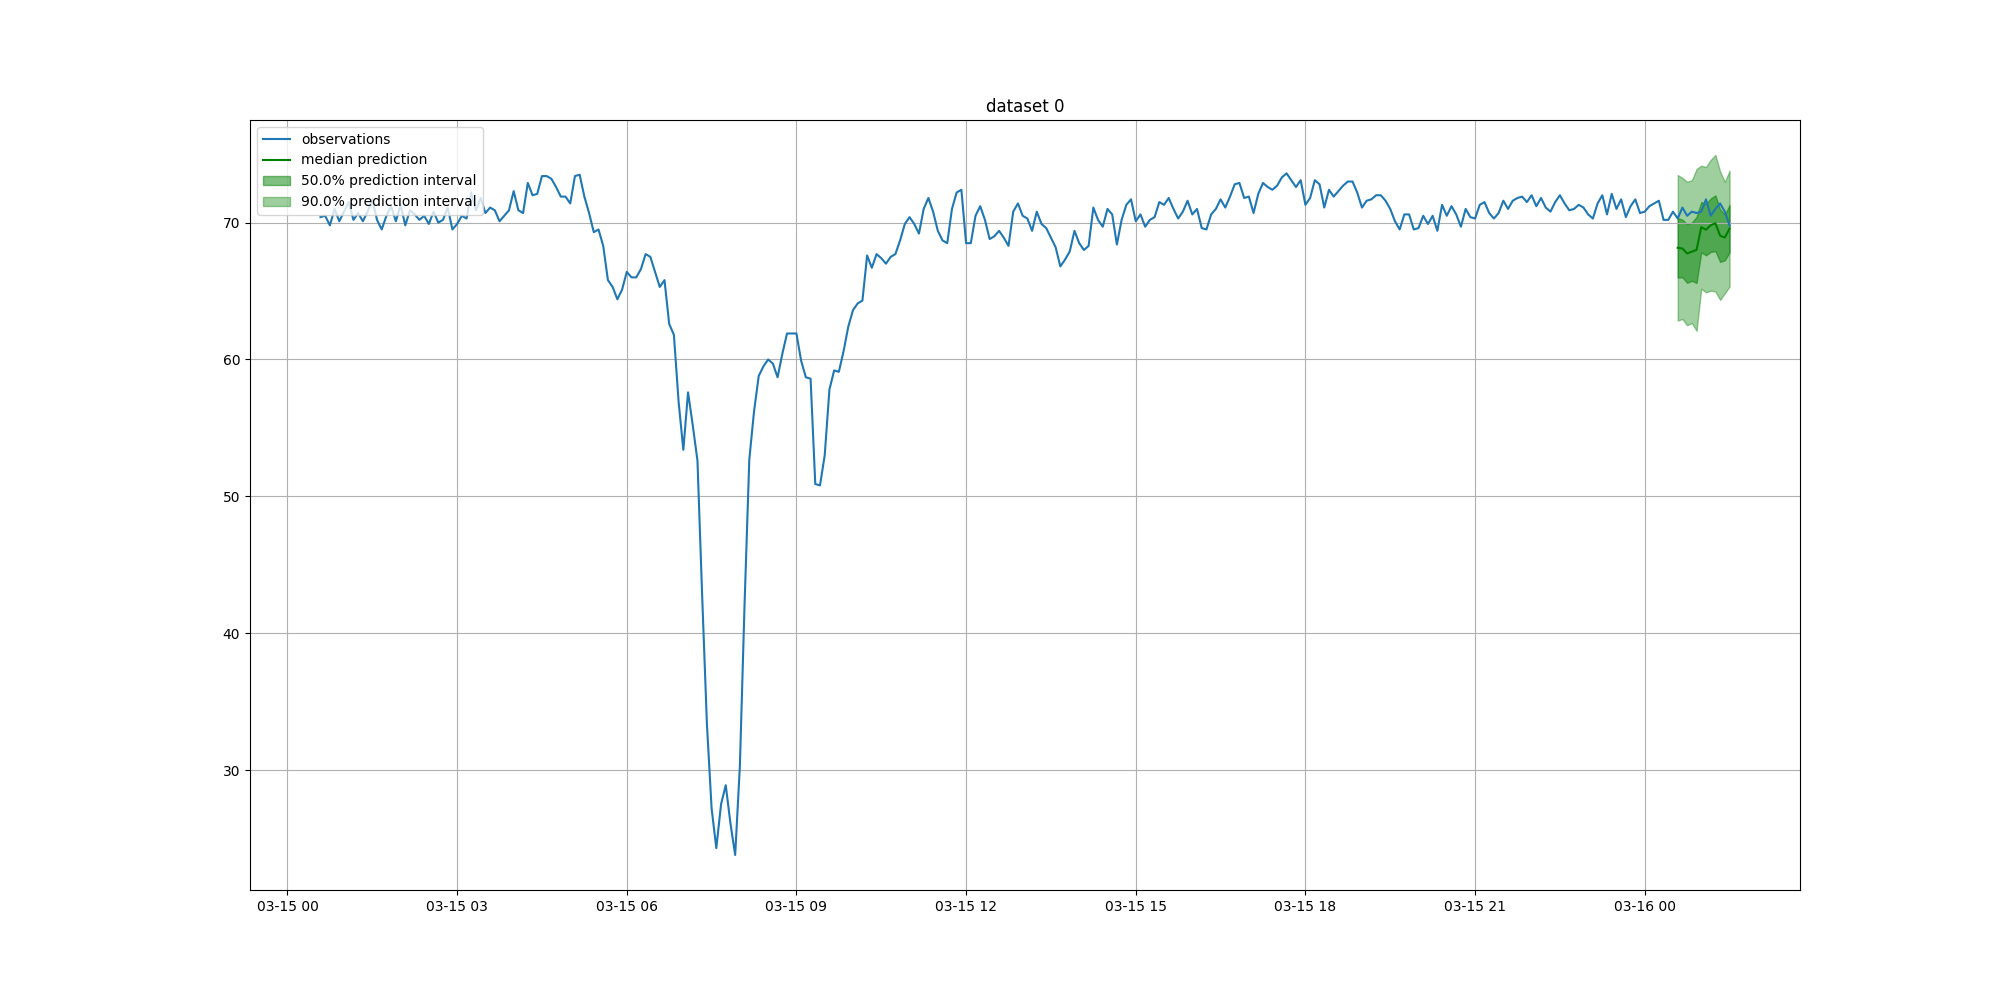 dataset 0
observations
median prediction
50.0% prediction interval
90.0% prediction interval
70
60
50
40
30
03-15 00
03-15 03
03-15 06
03-15 09
03-15 12
03-15 15
03-15 18
03-15 21
03-16 00